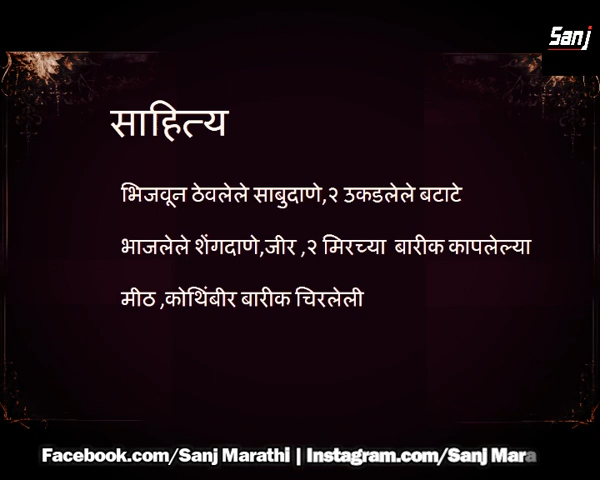 Sanj
साहित्य
भिजवून ठेवलेले साबुदाणे,२ उकडलेले बटाटे
भाजलेले शेंगदाणे,जीर ,२ मिरच्या बारीक कापलेल्या
मीठ ,कोथिंबीर बारीक चिरलेली
Facebook.com/Sanj Marathi | Instagram.com/Sanj Mara